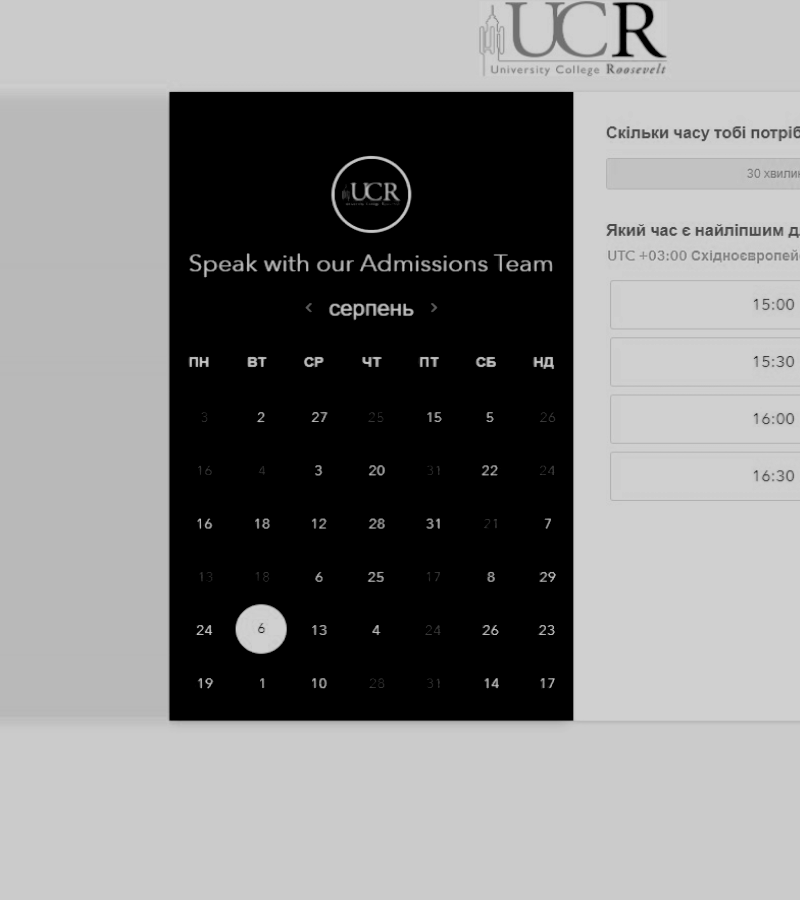 UCR
University College Roosevelt
UCR
Speak with our Admissions Team
< серпень >
ПН ВТ СР ЧТ ПТ СБ НД
3 2 27 25 15 5 26
16 4 3 20 31 22 24
16 18 12 28 31 21 7
13 18 6 25 17 8 29
24 6 13 4 24 26 23
19 1 10 28 31 14 17
Скільки часу тобі потріб
30 хвилин
Який час є найліпшим д
UTC +03:00 Східноєвропей
15:00
15:30
16:00
16:30